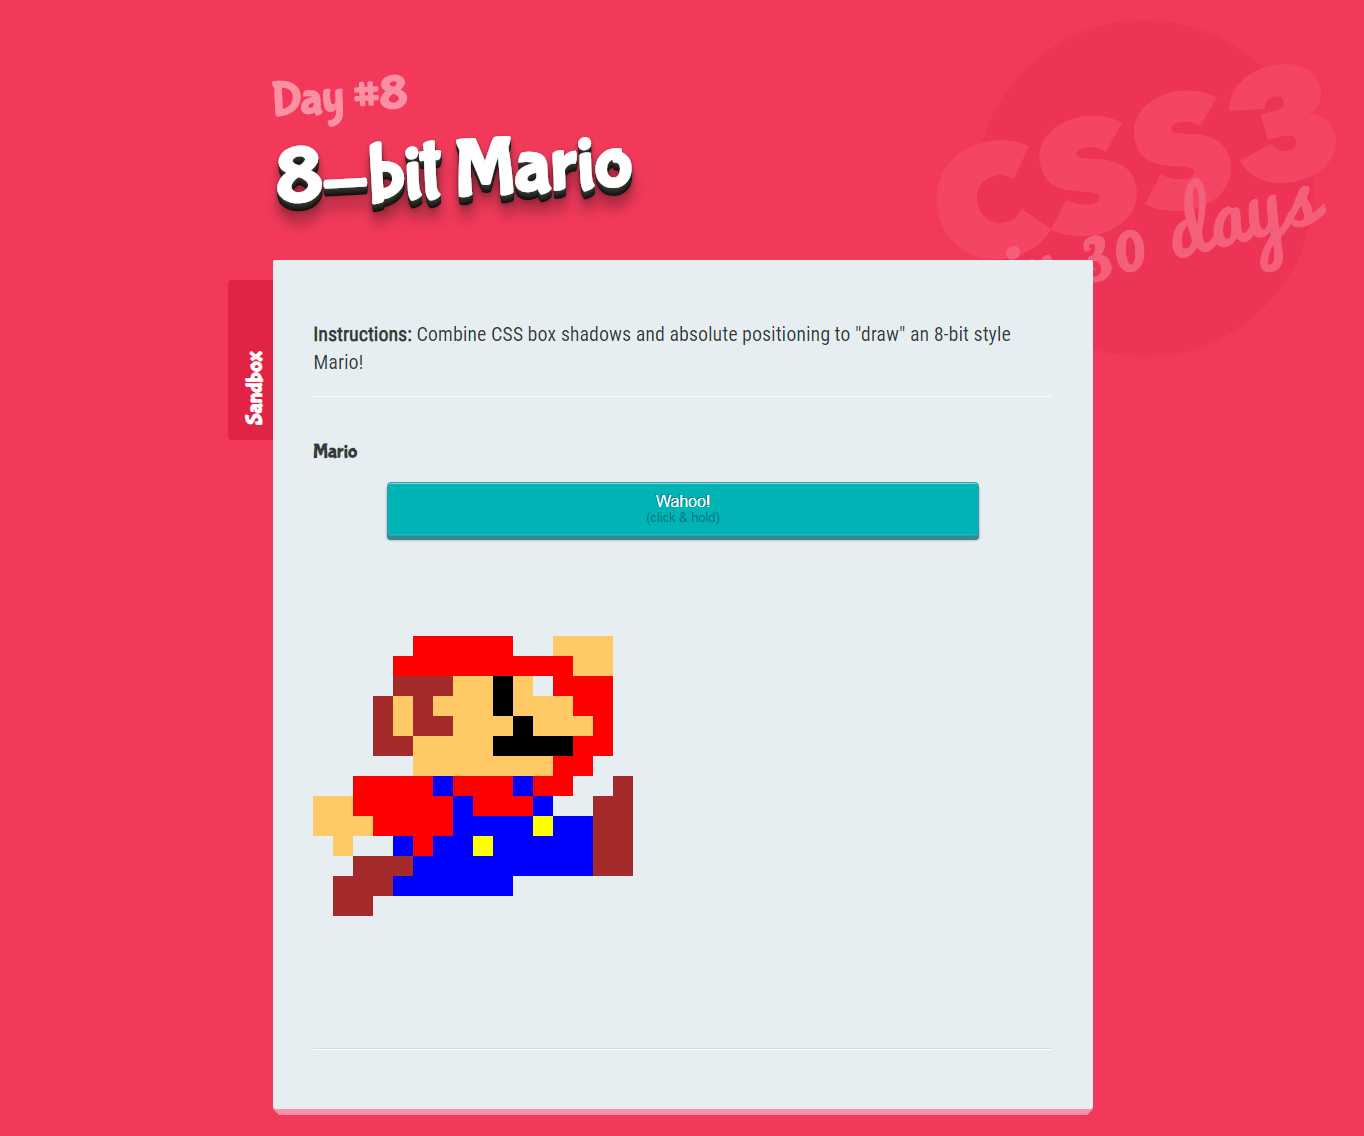 CSS3
in 30 days
Day #8
8-bit Mario
Instructions: Combine CSS box shadows and absolute positioning to "draw" an 8-bit style
Mario!
Sandbox
Mario
Wahoo!
(click & hold)